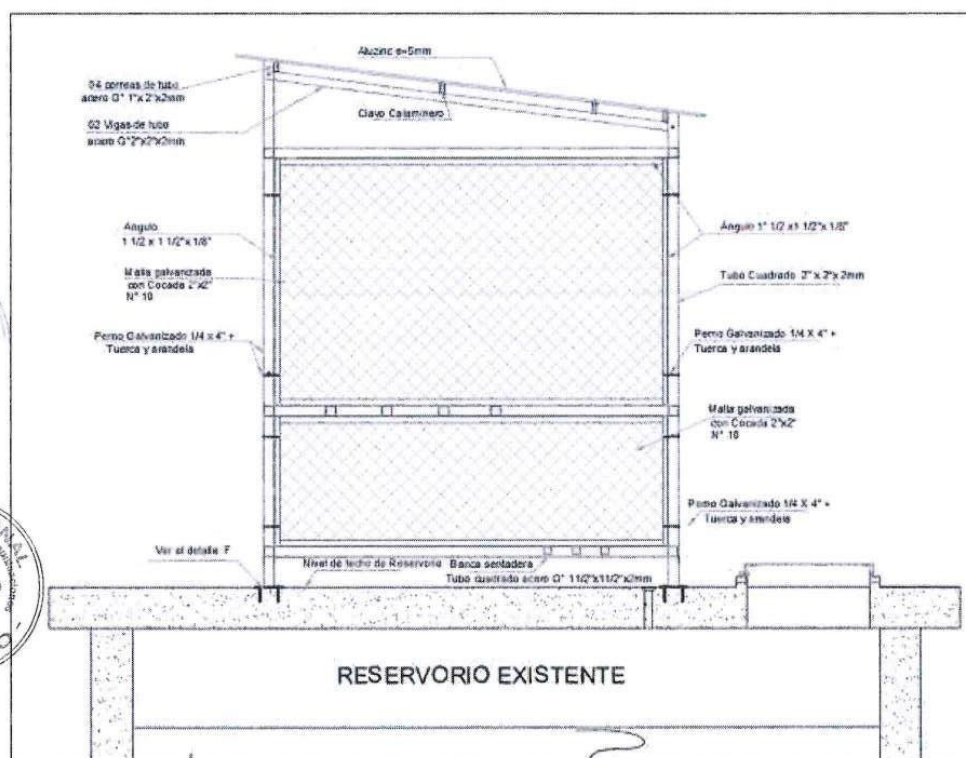 Aluzinc e=5mm
04 correas de tubo
acero G° 1"x 2"x2mm
Clavo Calaminero
02 Vigas de tubo
acero G°2"x2"x2mm
Angulo
1 1/2 x 1 1/2"x 1/8"
Malla galvanizada
con Cocada 2"x2"
N° 10
Perno Galvanizado 1/4 X 4" +
Tuerca y arandela
Ángulo 1" 1/2 x1 1/2"x 1/8"
Tubo Cuadrado 2" x 2"x 2mm
Perno Galvanizado 1/4 X 4" +
Tuerca y arandela
Malla galvanizada
con Cocada 2"x2"
N° 10
Perno Galvanizado 1/4 X 4" +
Tuerca y arandela
Ver el detalle F
Nivel de techo de Reservorio
Banca sentadera
Tubo cuadrado acero G° 11/2"x11/2"x2mm
RESERVORIO EXISTENTE